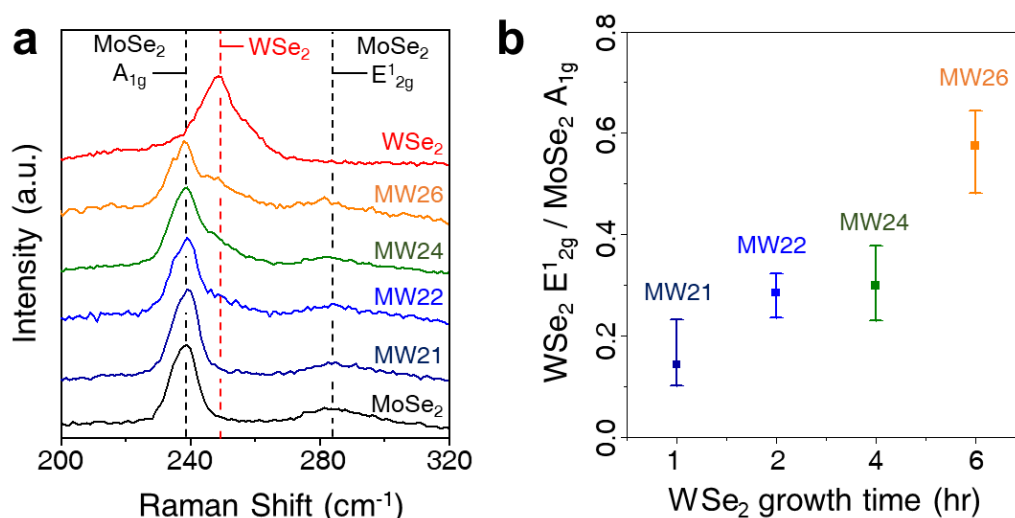 a
MoSe₂
A₁g
WSe₂
MoSe₂
E¹₂g
WSe₂
MW26
MW24
MW22
MW21
MoSe₂
Intensity (a.u.)
200
240
280
320
Raman Shift (cm⁻¹)
b
WSe₂ E¹₂g / MoSe₂ A₁g
0.8
0.6
0.4
0.2
0.0
MW21
MW22
MW24
MW26
1
2
4
6
WSe₂ growth time (hr)